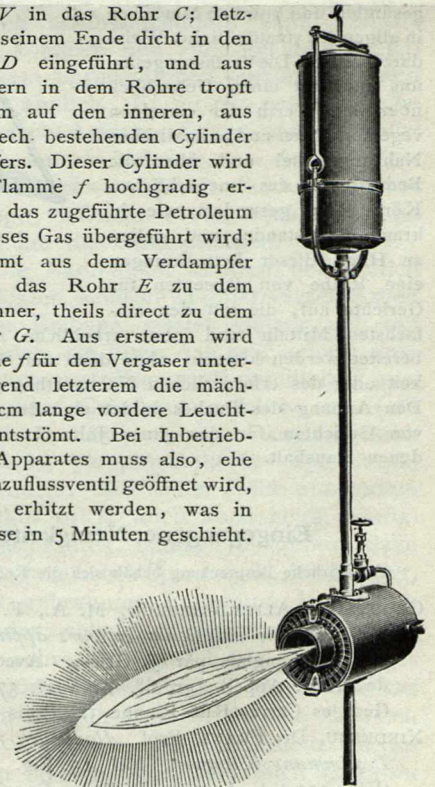 V in das Rohr C; letz-
seinem Ende dicht in den
D eingeführt, und aus
ern in dem Rohre tropft
m auf den inneren, aus
ech bestehenden Cylinder
fers. Dieser Cylinder wird
lamme f hochgradig er-
das zugeführte Petroleum
ses Gas übergeführt wird;
mt aus dem Verdampfer
das Rohr E zu dem
nner, theils direct zu dem
G. Aus ersterem wird
e f für den Vergaser unter-
end letzterem die mäch-
cm lange vordere Leucht-
ntströmt. Bei Inbetrieb-
Apparates muss also, ehe
nzuflussventil geöffnet wird,
erhitzt werden, was in
se in 5 Minuten geschieht.